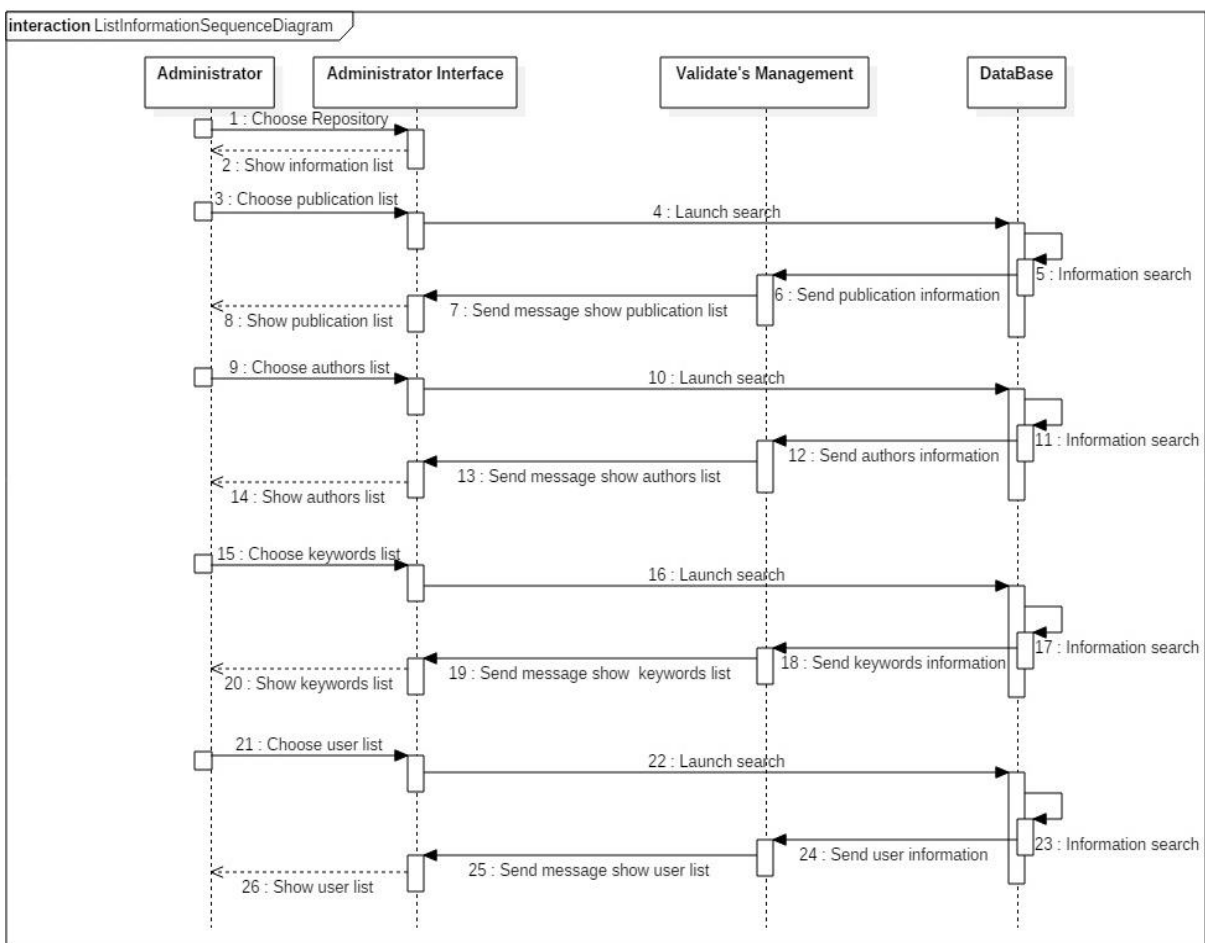 interaction ListInformationSequenceDiagram
Administrator
Administrator Interface
Validate's Management
DataBase
1 : Choose Repository
2 : Show information list
3 : Choose publication list
4 : Launch search
5 : Information search
6 : Send publication information
7 : Send message show publication list
8 : Show publication list
9 : Choose authors list
10 : Launch search
11 : Information search
12 : Send authors information
13 : Send message show authors list
14 : Show authors list
15 : Choose keywords list
16 : Launch search
17 : Information search
18 : Send keywords information
19 : Send message show  keywords list
20 : Show keywords list
21 : Choose user list
22 : Launch search
23 : Information search
24 : Send user information
25 : Send message show user list
26 : Show user list